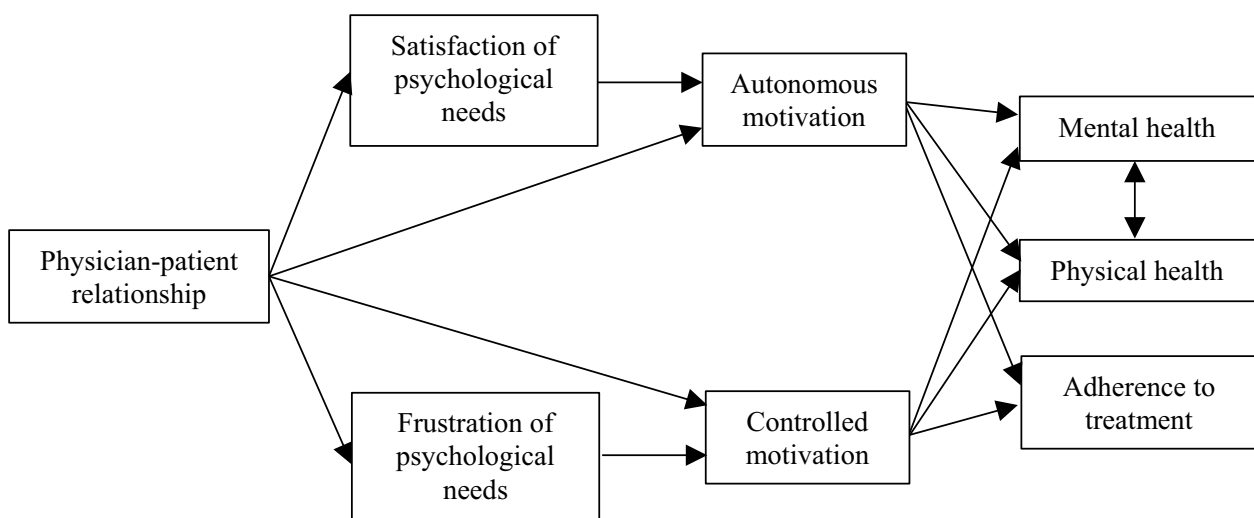 Satisfaction of
psychological
needs
Autonomous
motivation
Mental health
Physician-patient
relationship
Physical health
Frustration of
psychological
needs
Controlled
motivation
Adherence to
treatment